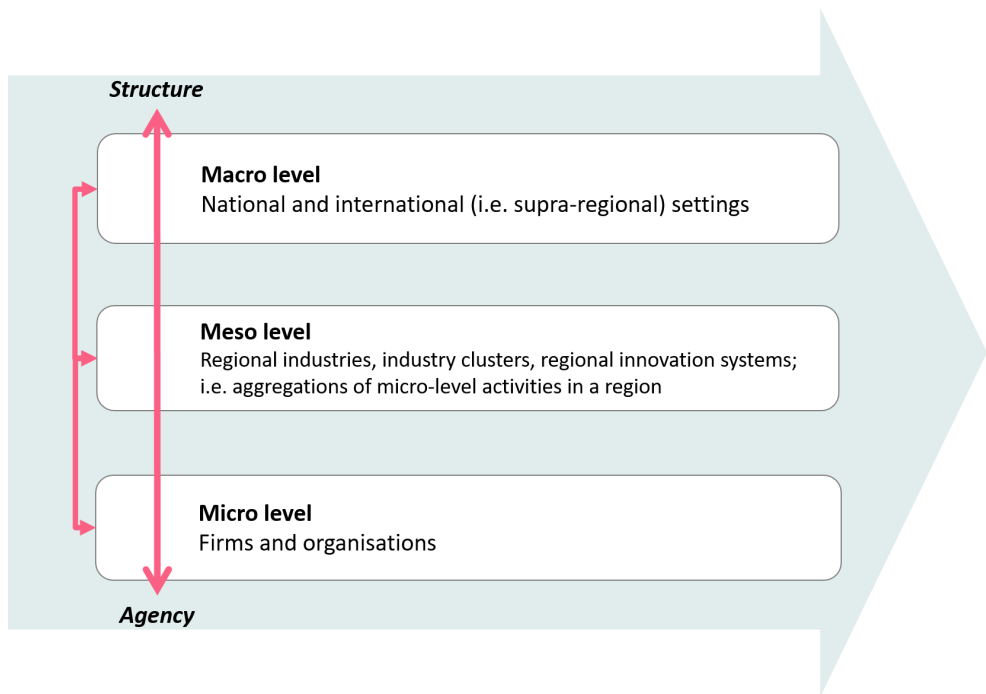 Structure
Macro level
National and international (i.e. supra-regional) settings
Meso level
Regional industries, industry clusters, regional innovation systems;
i.e. aggregations of micro-level activities in a region
Micro level
Firms and organisations
Agency